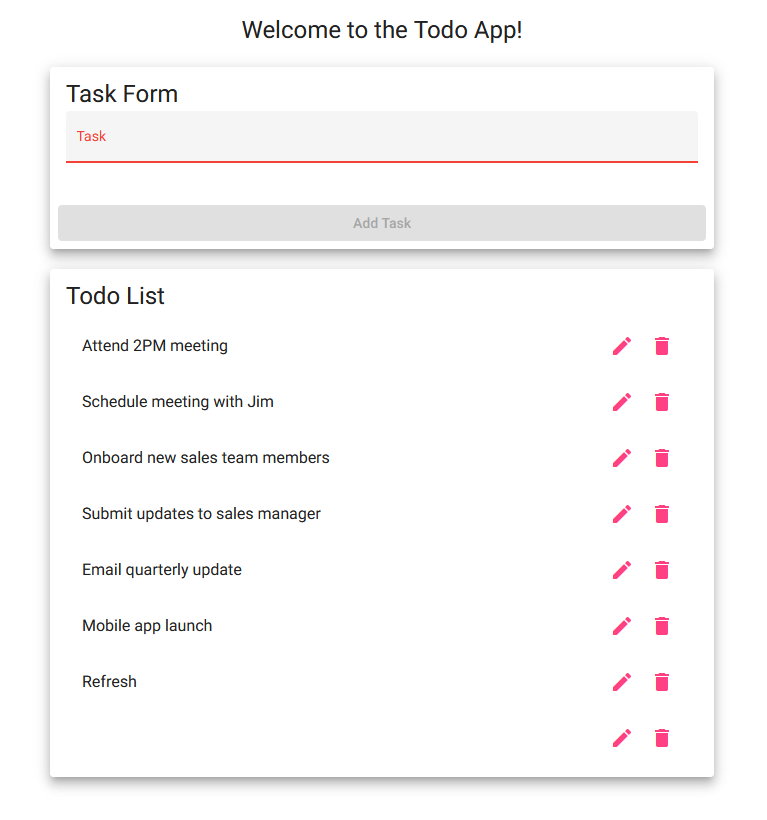 Welcome to the Todo App!
Task Form
Task
Add Task
Todo List
Attend 2PM meeting
Schedule meeting with Jim
Onboard new sales team members
Submit updates to sales manager
Email quarterly update
Mobile app launch
Refresh